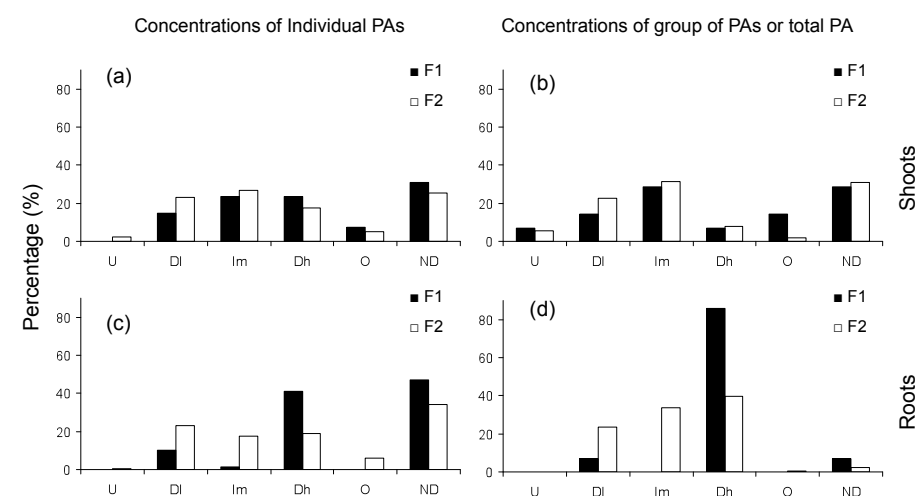 Concentrations of Individual PAs
Concentrations of group of PAs or total PA
Percentage (%)
(a)
■ F1
□ F2
80
60
40
20
0
U Dl Im Dh O ND
(b)
■ F1
□ F2
80
60
40
20
0
U Dl Im Dh O ND
Shoots
(c)
■ F1
□ F2
80
60
40
20
0
U Dl Im Dh O ND
(d)
■ F1
□ F2
80
60
40
20
0
U Dl Im Dh O ND
Roots